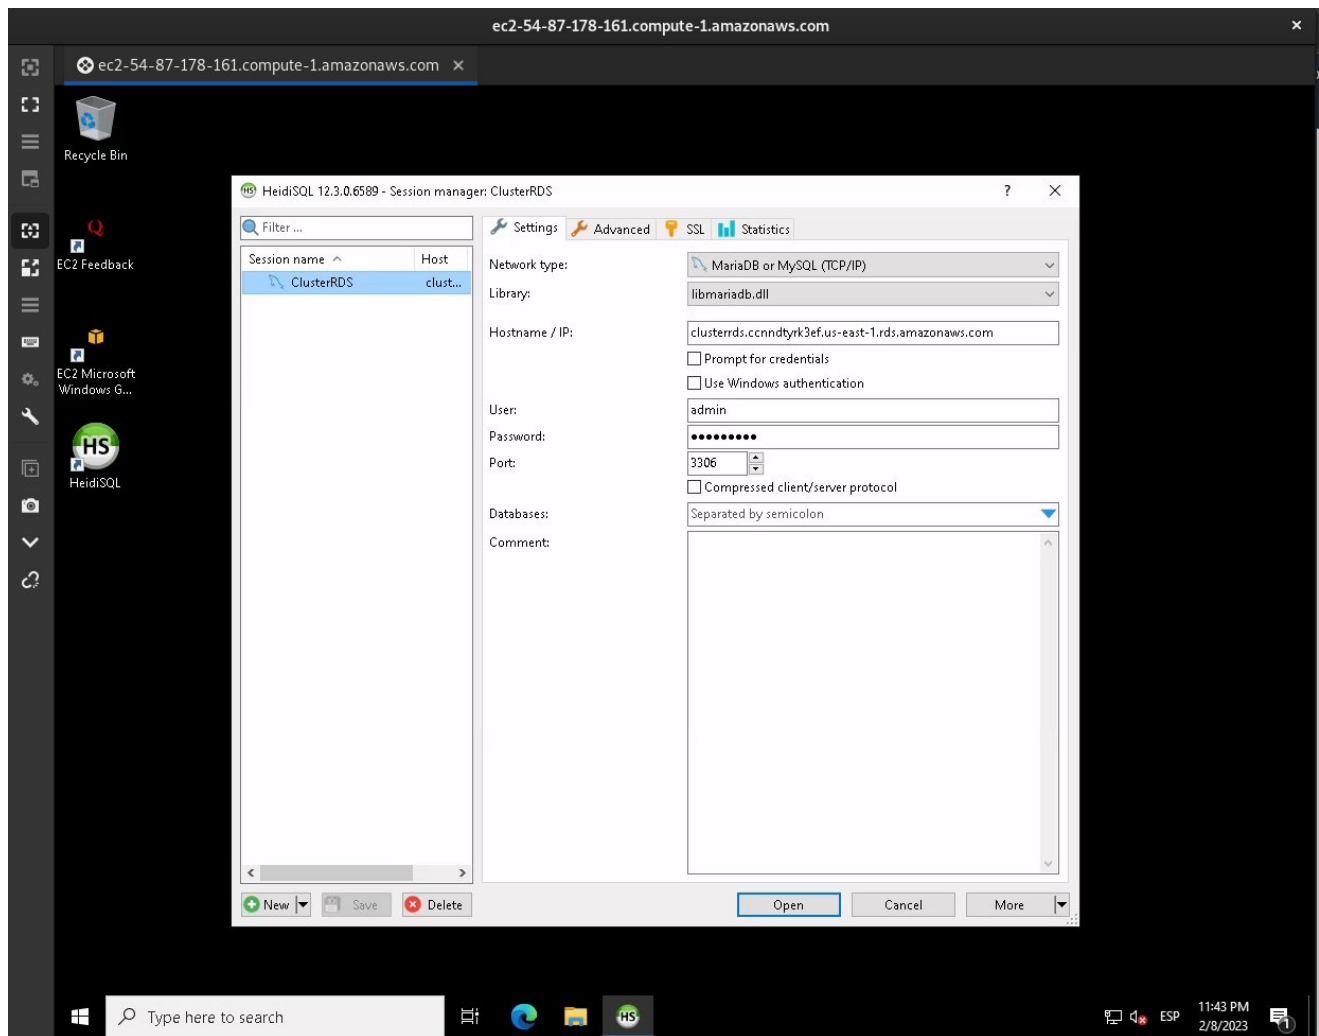 ec2-54-87-178-161.compute-1.amazonaws.com
ec2-54-87-178-161.compute-1.amazonaws.com
Recycle Bin
EC2 Feedback
EC2 Microsoft
Windows G...
HS
HeidiSQL
HeidiSQL 12.3.0.6589 - Session manager: ClusterRDS
Filter ...
Session name Host
ClusterRDS clust...
Settings Advanced SSL Statistics
Network type: MariaDB or MySQL (TCP/IP)
Library: libmariadb.dll
Hostname / IP: clusterrds.ccnndtyrk3ef.us-east-1.rds.amazonaws.com
Prompt for credentials
Use Windows authentication
User: admin
Password: ●●●●●●●●●
Port: 3306
Compressed client/server protocol
Databases: Separated by semicolon
Comment:
New Save Delete Open Cancel More
Type here to search
HS
ESP
11:43 PM
2/8/2023
1